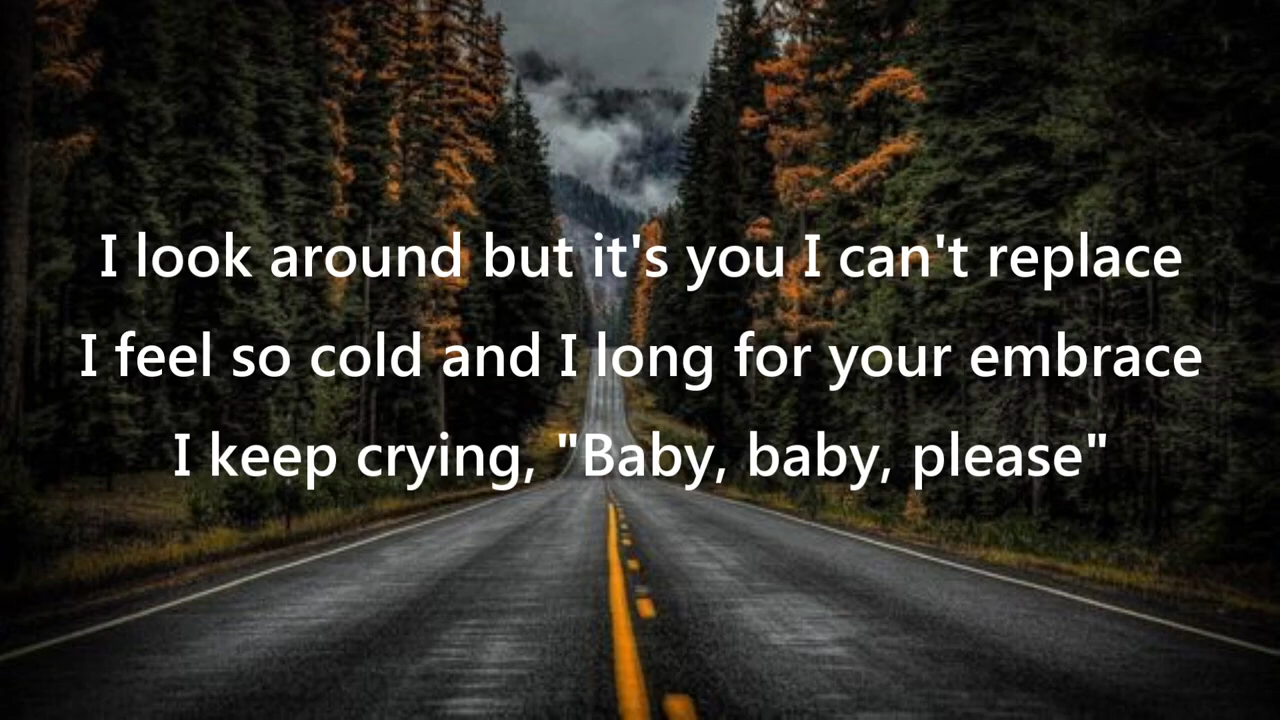 I look around but it's you I can't replace
I feel so cold and I long for your embrace
I keep crying, "Baby, baby, please"